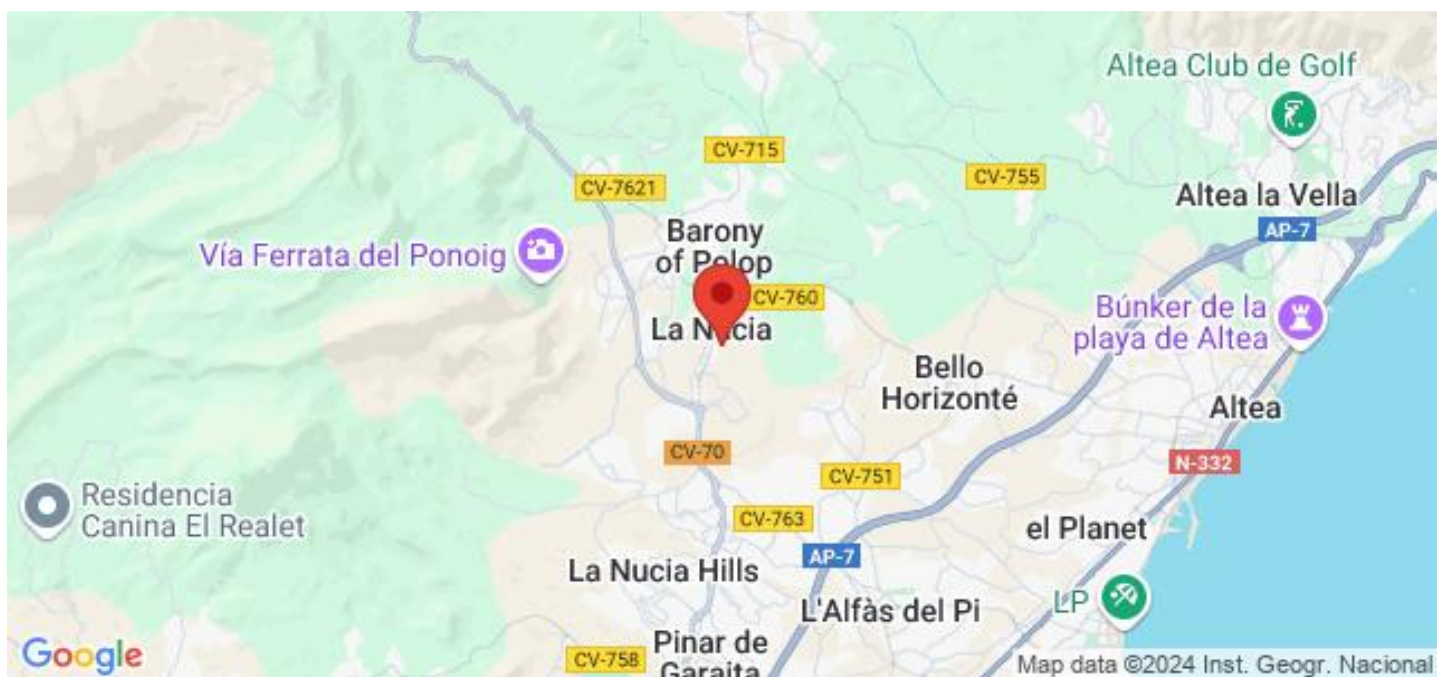 Altea Club de Golf
CV-715
CV-755
CV-7621
Altea la Vella
AP-7
Barony
of Polop
Vía Ferrata del Ponoig
CV-760
La Nucia
Búnker de la
playa de Altea
Bello
Horizonté
Altea
CV-70
N-332
CV-751
Residencia
Canina El Realet
CV-763
el Planet
AP-7
La Nucia Hills
LP
L'Alfàs del Pi
Pinar de
Garaita
CV-758
Google
Map data ©2024 Inst. Geogr. Nacional